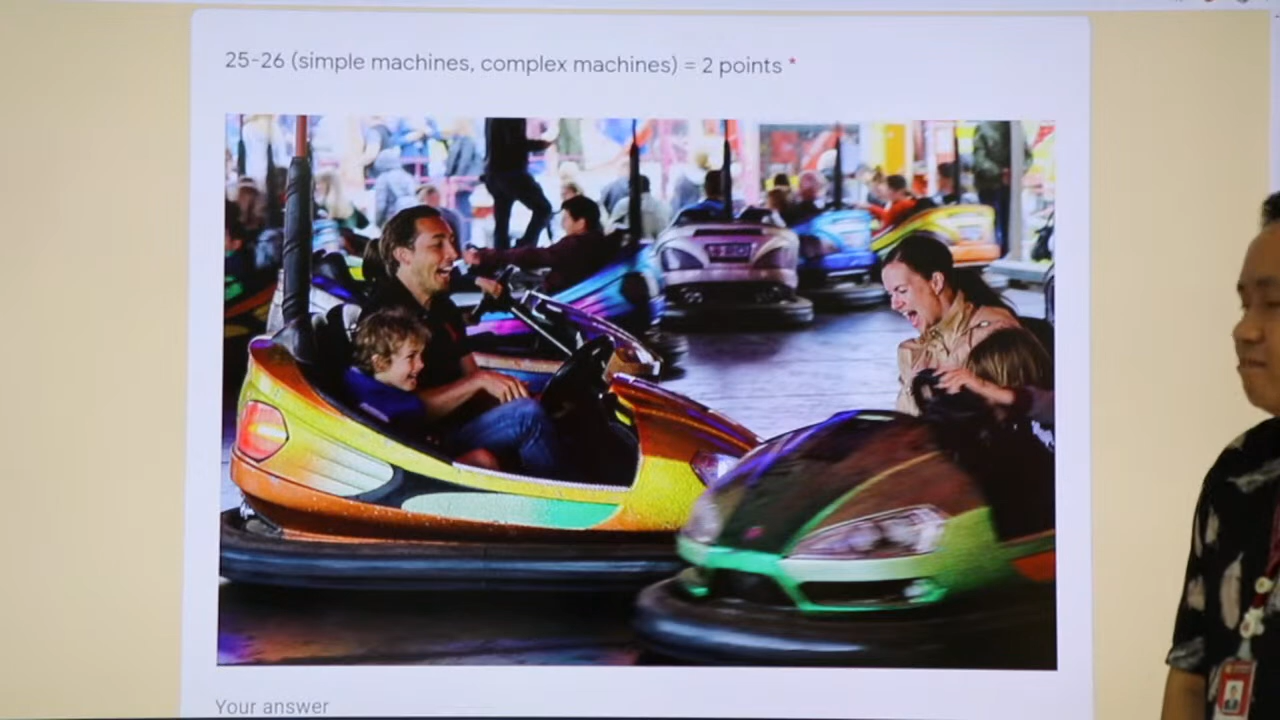 25-26 (simple machines, complex machines) = 2 points *
Your answer